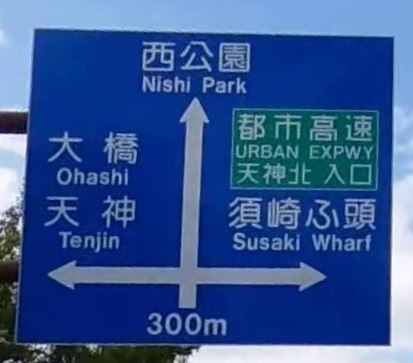 西公園
Nishi Park
大橋
Ohashi
天神
Tenjin
都市高速
URBAN EXPWY
天神北 入口
須崎ふ頭
Susaki Wharf
300m